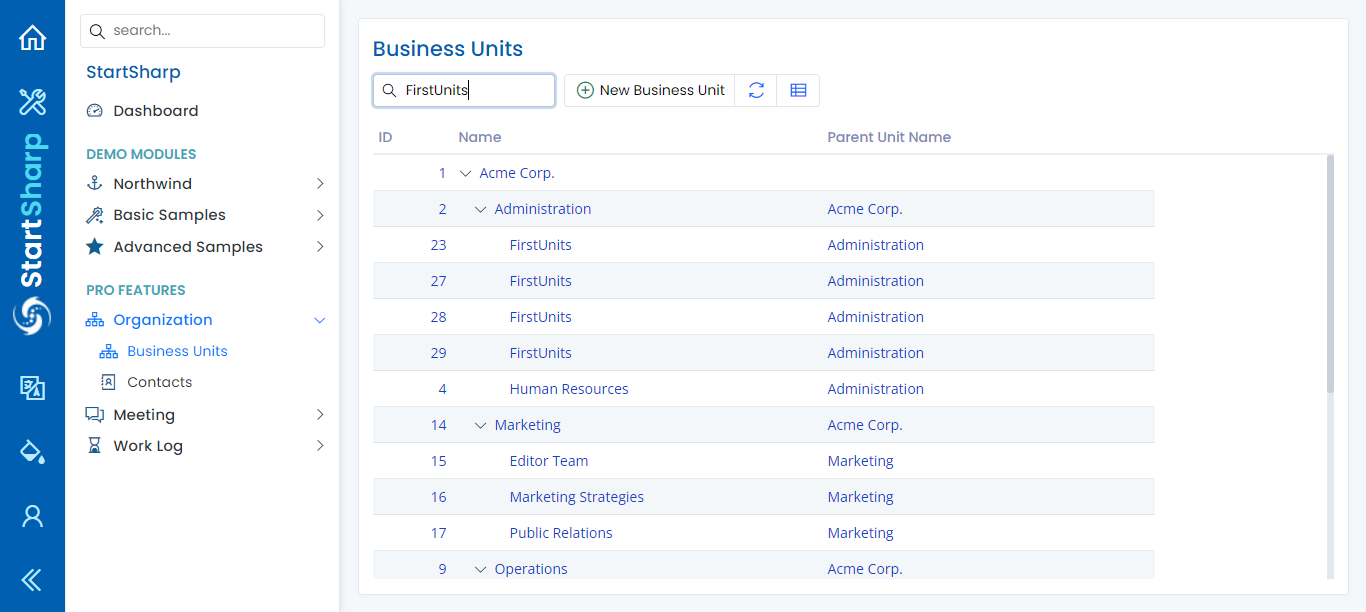 StartSharp
search...
StartSharp
Dashboard
DEMO MODULES
Northwind
Basic Samples
Advanced Samples
PRO FEATURES
Organization
Business Units
Contacts
Meeting
Work Log
Business Units
FirstUnits New Business Unit
ID Name Parent Unit Name
1 Acme Corp.
2 Administration Acme Corp.
23 FirstUnits Administration
27 FirstUnits Administration
28 FirstUnits Administration
29 FirstUnits Administration
4 Human Resources Administration
14 Marketing Acme Corp.
15 Editor Team Marketing
16 Marketing Strategies Marketing
17 Public Relations Marketing
9 Operations Acme Corp.